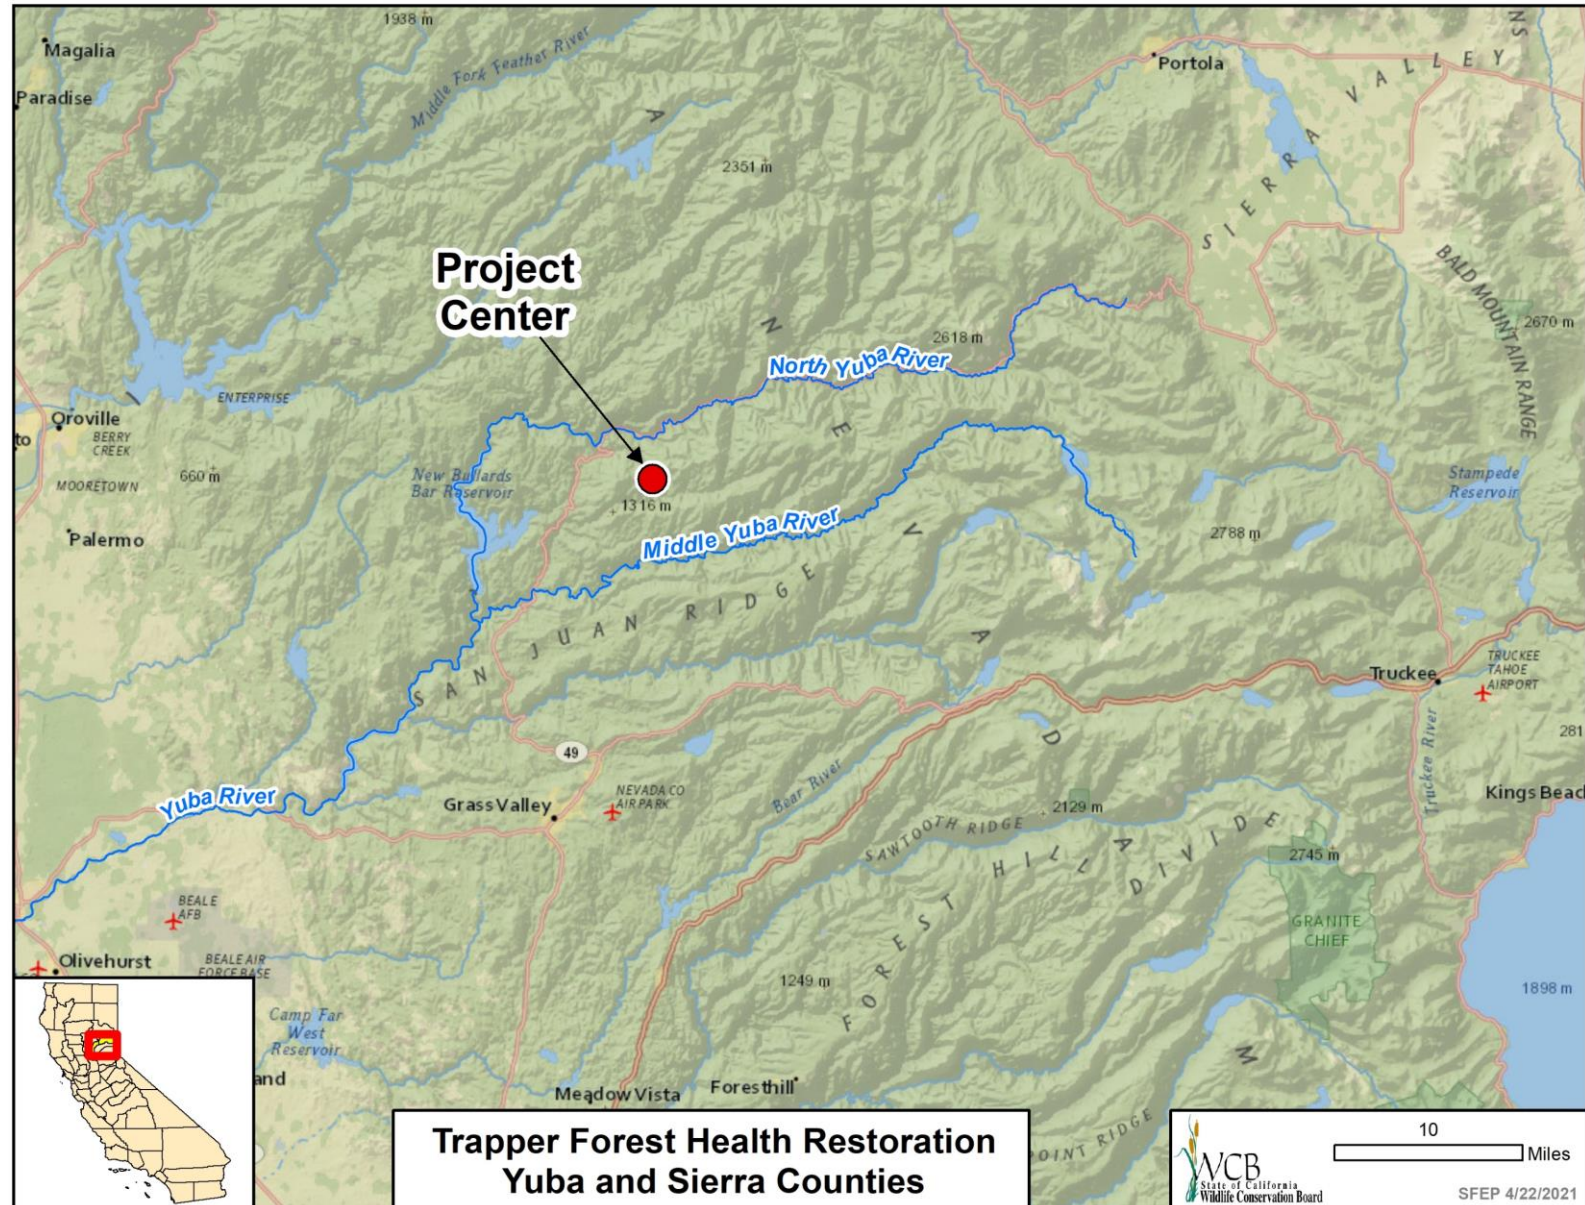 1938 m
Magalia
Middle Fork Feather River
Portola
Paradise
SIERRA VALLEY
2351 m
Project
Center
BALD MOUNTAIN RANGE
2670 m
2618 m
North Yuba River
ENTERPRISE
Oroville
to
BERRY
CREEK
MOORETOWN
660 m
New Bullards
Bar Reservoir
Stampede
Reservoir
1316 m
Middle Yuba River
Palermo
2788 m
SAN JUAN RIDGE
NEVADA
TRUCKEE
TAHOE
AIRPORT
Truckee
Truckee River
281
49
Yuba River
Grass Valley
NEVADA CO
AIR PARK
Bear River
2129 m
Kings Beach
SAWTOOTH RIDGE
FOREST HILL DIVIDE
2745 m
BEALE
AFB
GRANITE
CHIEF
Olivehurst
BEALE AIR
FORCE BASE
1249 m
1898 m
Camp Far
West
Reservoir
and
M
Meadow Vista
Foresthill
POINT RIDGE
Trapper Forest Health Restoration
Yuba and Sierra Counties
WCB
State of California
Wildlife Conservation Board
10
Miles
SFEP 4/22/2021